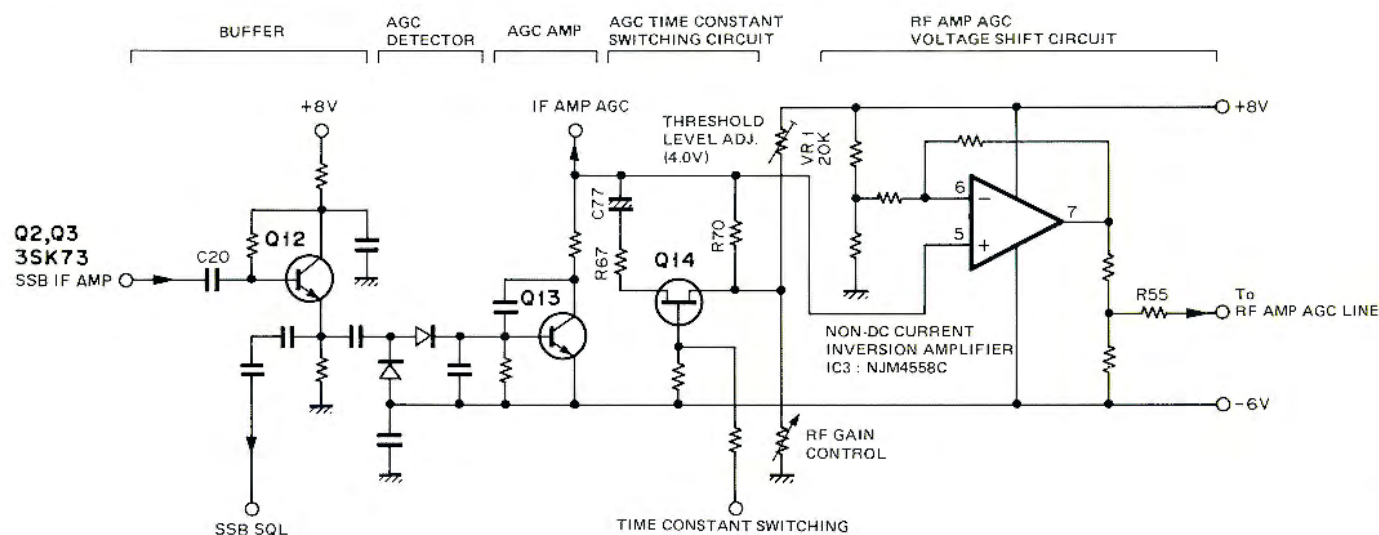 BUFFER
AGC
DETECTOR
AGC AMP
AGC TIME CONSTANT
SWITCHING CIRCUIT
RF AMP AGC
VOLTAGE SHIFT CIRCUIT
+8V
IF AMP AGC
THRESHOLD
LEVEL ADJ.
(4.0V)
VR 1
20K
+8V
Q2,Q3
3SK73
SSB IF AMP
C20
Q12
Q13
C77
R67
Q14
R70
6
5
7
−
+
R55
To
RF AMP AGC LINE
NON-DC CURRENT
INVERSION AMPLIFIER
IC3 : NJM4558C
-6V
RF GAIN
CONTROL
SSB SQL
TIME CONSTANT SWITCHING